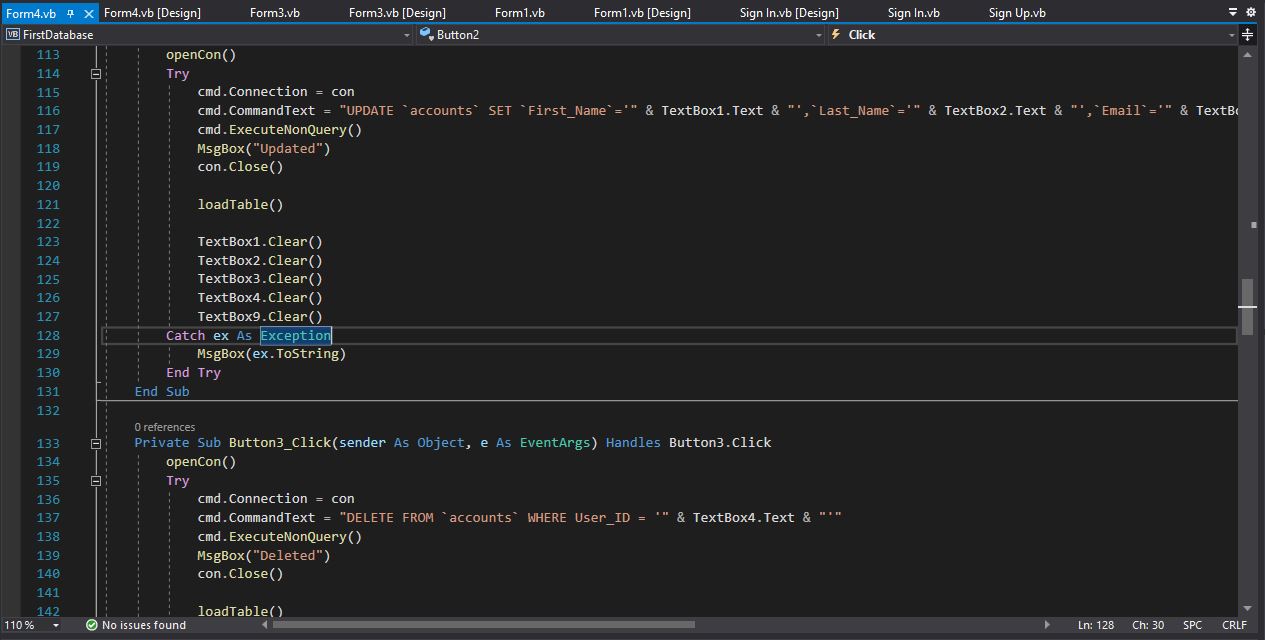 Form4.vb Form4.vb [Design] Form3.vb Form3.vb [Design] Form1.vb Form1.vb [Design] Sign In.vb [Design] Sign In.vb Sign Up.vb
VB FirstDatabase Button2 Click
113 openCon()
114 Try
115 cmd.Connection = con
116 cmd.CommandText = "UPDATE `accounts` SET `First_Name`='" & TextBox1.Text & "',`Last_Name`='" & TextBox2.Text & "',`Email`='" & TextBo
117 cmd.ExecuteNonQuery()
118 MsgBox("Updated")
119 con.Close()
120
121 loadTable()
122
123 TextBox1.Clear()
124 TextBox2.Clear()
125 TextBox3.Clear()
126 TextBox4.Clear()
127 TextBox9.Clear()
128 Catch ex As Exception
129 MsgBox(ex.ToString)
130 End Try
131 End Sub
132
0 references
133 Private Sub Button3_Click(sender As Object, e As EventArgs) Handles Button3.Click
134 openCon()
135 Try
136 cmd.Connection = con
137 cmd.CommandText = "DELETE FROM `accounts` WHERE User_ID = '" & TextBox4.Text & "'"
138 cmd.ExecuteNonQuery()
139 MsgBox("Deleted")
140 con.Close()
141
142 loadTable()
110 % No issues found Ln: 128 Ch: 30 SPC CRLF